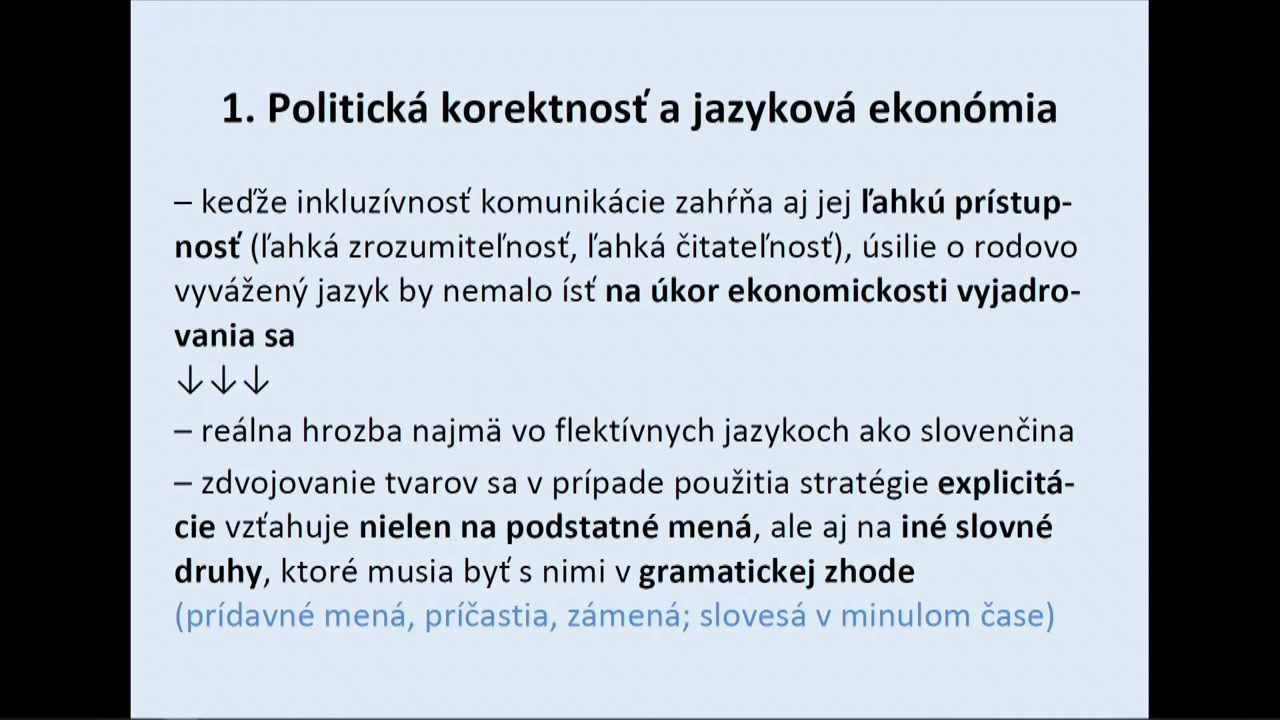 1. Politická korektnosť a jazyková ekonómia
– keďže inkluzívnosť komunikácie zahŕňa aj jej ľahkú prístup-
nosť (ľahká zrozumiteľnosť, ľahká čitateľnosť), úsilie o rodovo
vyvážený jazyk by nemalo ísť na úkor ekonomickosti vyjadro-
vania sa
↓↓↓
– reálna hrozba najmä vo flektívnych jazykoch ako slovenčina
– zdvojovanie tvarov sa v prípade použitia stratégie explicitá-
cie vzťahuje nielen na podstatné mená, ale aj na iné slovné
druhy, ktoré musia byť s nimi v gramatickej zhode
(prídavné mená, príčastia, zámená; slovesá v minulom čase)